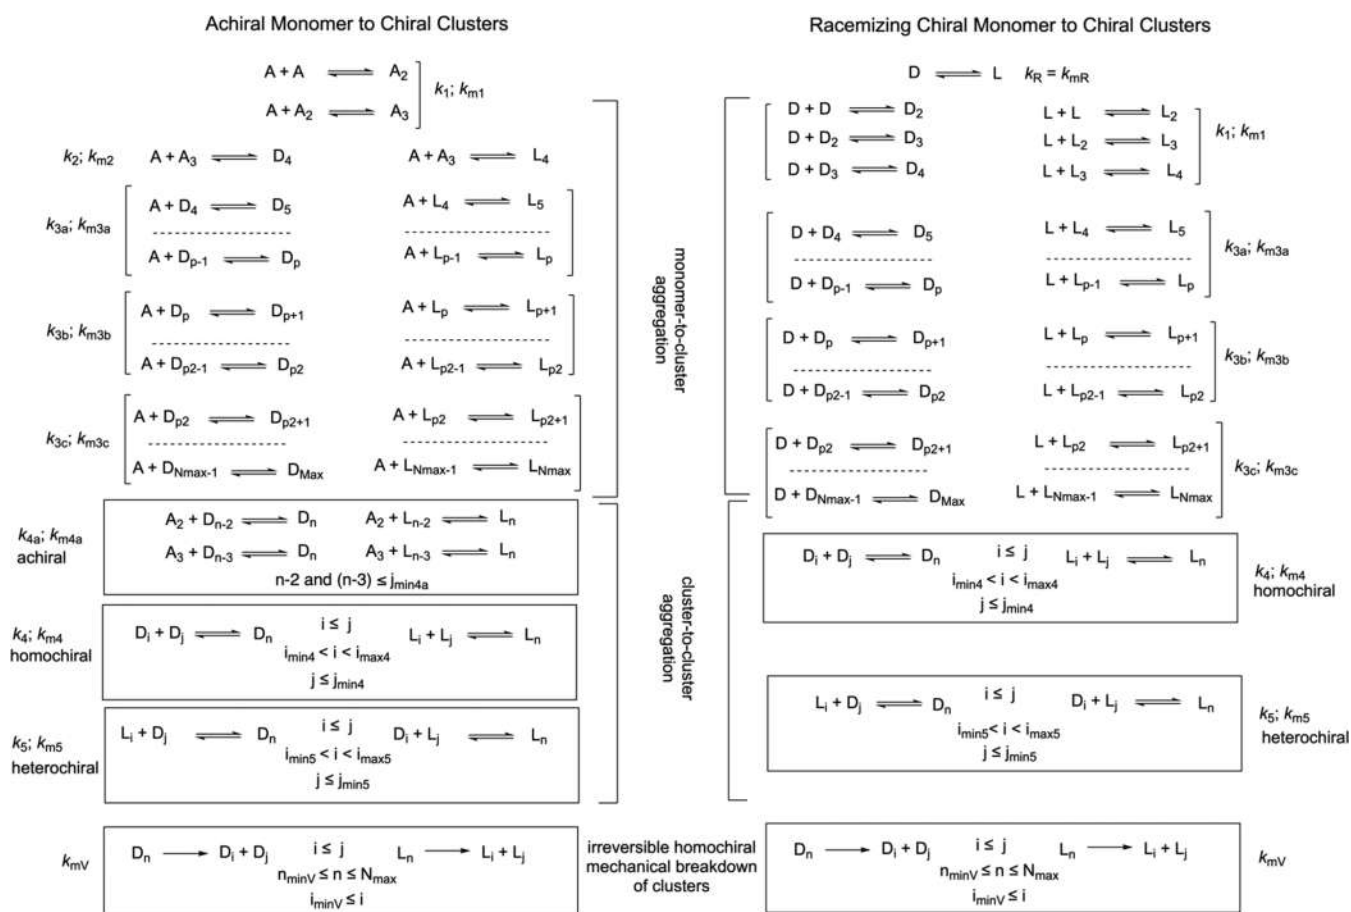 Achiral Monomer to Chiral Clusters
A + A ⇌ A2
A + A2 ⇌ A3
k1; km1
k2; km2 A + A3 ⇌ D4 A + A3 ⇌ L4
k3a; km3a
A + D4 ⇌ D5 A + L4 ⇌ L5
A + Dp-1 ⇌ Dp A + Lp-1 ⇌ Lp
k3b; km3b
A + Dp ⇌ Dp+1 A + Lp ⇌ Lp+1
A + Dp2-1 ⇌ Dp2 A + Lp2-1 ⇌ Lp2
k3c; km3c
A + Dp2 ⇌ Dp2+1 A + Lp2 ⇌ Lp2+1
A + DNmax-1 ⇌ DMax A + LNmax-1 ⇌ LNmax
k4a; km4a
achiral
A2 + Dn-2 ⇌ Dn A2 + Ln-2 ⇌ Ln
A3 + Dn-3 ⇌ Dn A3 + Ln-3 ⇌ Ln
n-2 and (n-3) ≤ jmin4a
k4; km4
homochiral
Di + Dj ⇌ Dn i ≤ j Li + Lj ⇌ Ln
imin4 < i < imax4
j ≤ jmin4
k5; km5
heterochiral
Li + Dj ⇌ Dn i ≤ j Di + Lj ⇌ Ln
imin5 < i < imax5
j ≤ jmin5
kmV
Dn → Di + Dj i ≤ j Ln → Li + Lj
nminV ≤ n ≤ Nmax
iminV ≤ i
monomer-to-cluster
aggregation
cluster-to-cluster
aggregation
irreversible homochiral
mechanical breakdown
of clusters
Racemizing Chiral Monomer to Chiral Clusters
D ⇌ L kR = kmR
D + D ⇌ D2 L + L ⇌ L2
D + D2 ⇌ D3 L + L2 ⇌ L3
D + D3 ⇌ D4 L + L3 ⇌ L4
k1; km1
D + D4 ⇌ D5 L + L4 ⇌ L5
D + Dp-1 ⇌ Dp L + Lp-1 ⇌ Lp
k3a; km3a
D + Dp ⇌ Dp+1 L + Lp ⇌ Lp+1
D + Dp2-1 ⇌ Dp2 L + Lp2-1 ⇌ Lp2
k3b; km3b
D + Dp2 ⇌ Dp2+1 L + Lp2 ⇌ Lp2+1
D + DNmax-1 ⇌ DMax L + LNmax-1 ⇌ LNmax
k3c; km3c
Di + Dj ⇌ Dn i ≤ j Li + Lj ⇌ Ln
imin4 < i < imax4
j ≤ jmin4
k4; km4
homochiral
Li + Dj ⇌ Dn i ≤ j Di + Lj ⇌ Ln
imin5 < i < imax5
j ≤ jmin5
k5; km5
heterochiral
Dn → Di + Dj i ≤ j Ln → Li + Lj
nminV ≤ n ≤ Nmax
iminV ≤ i
kmV